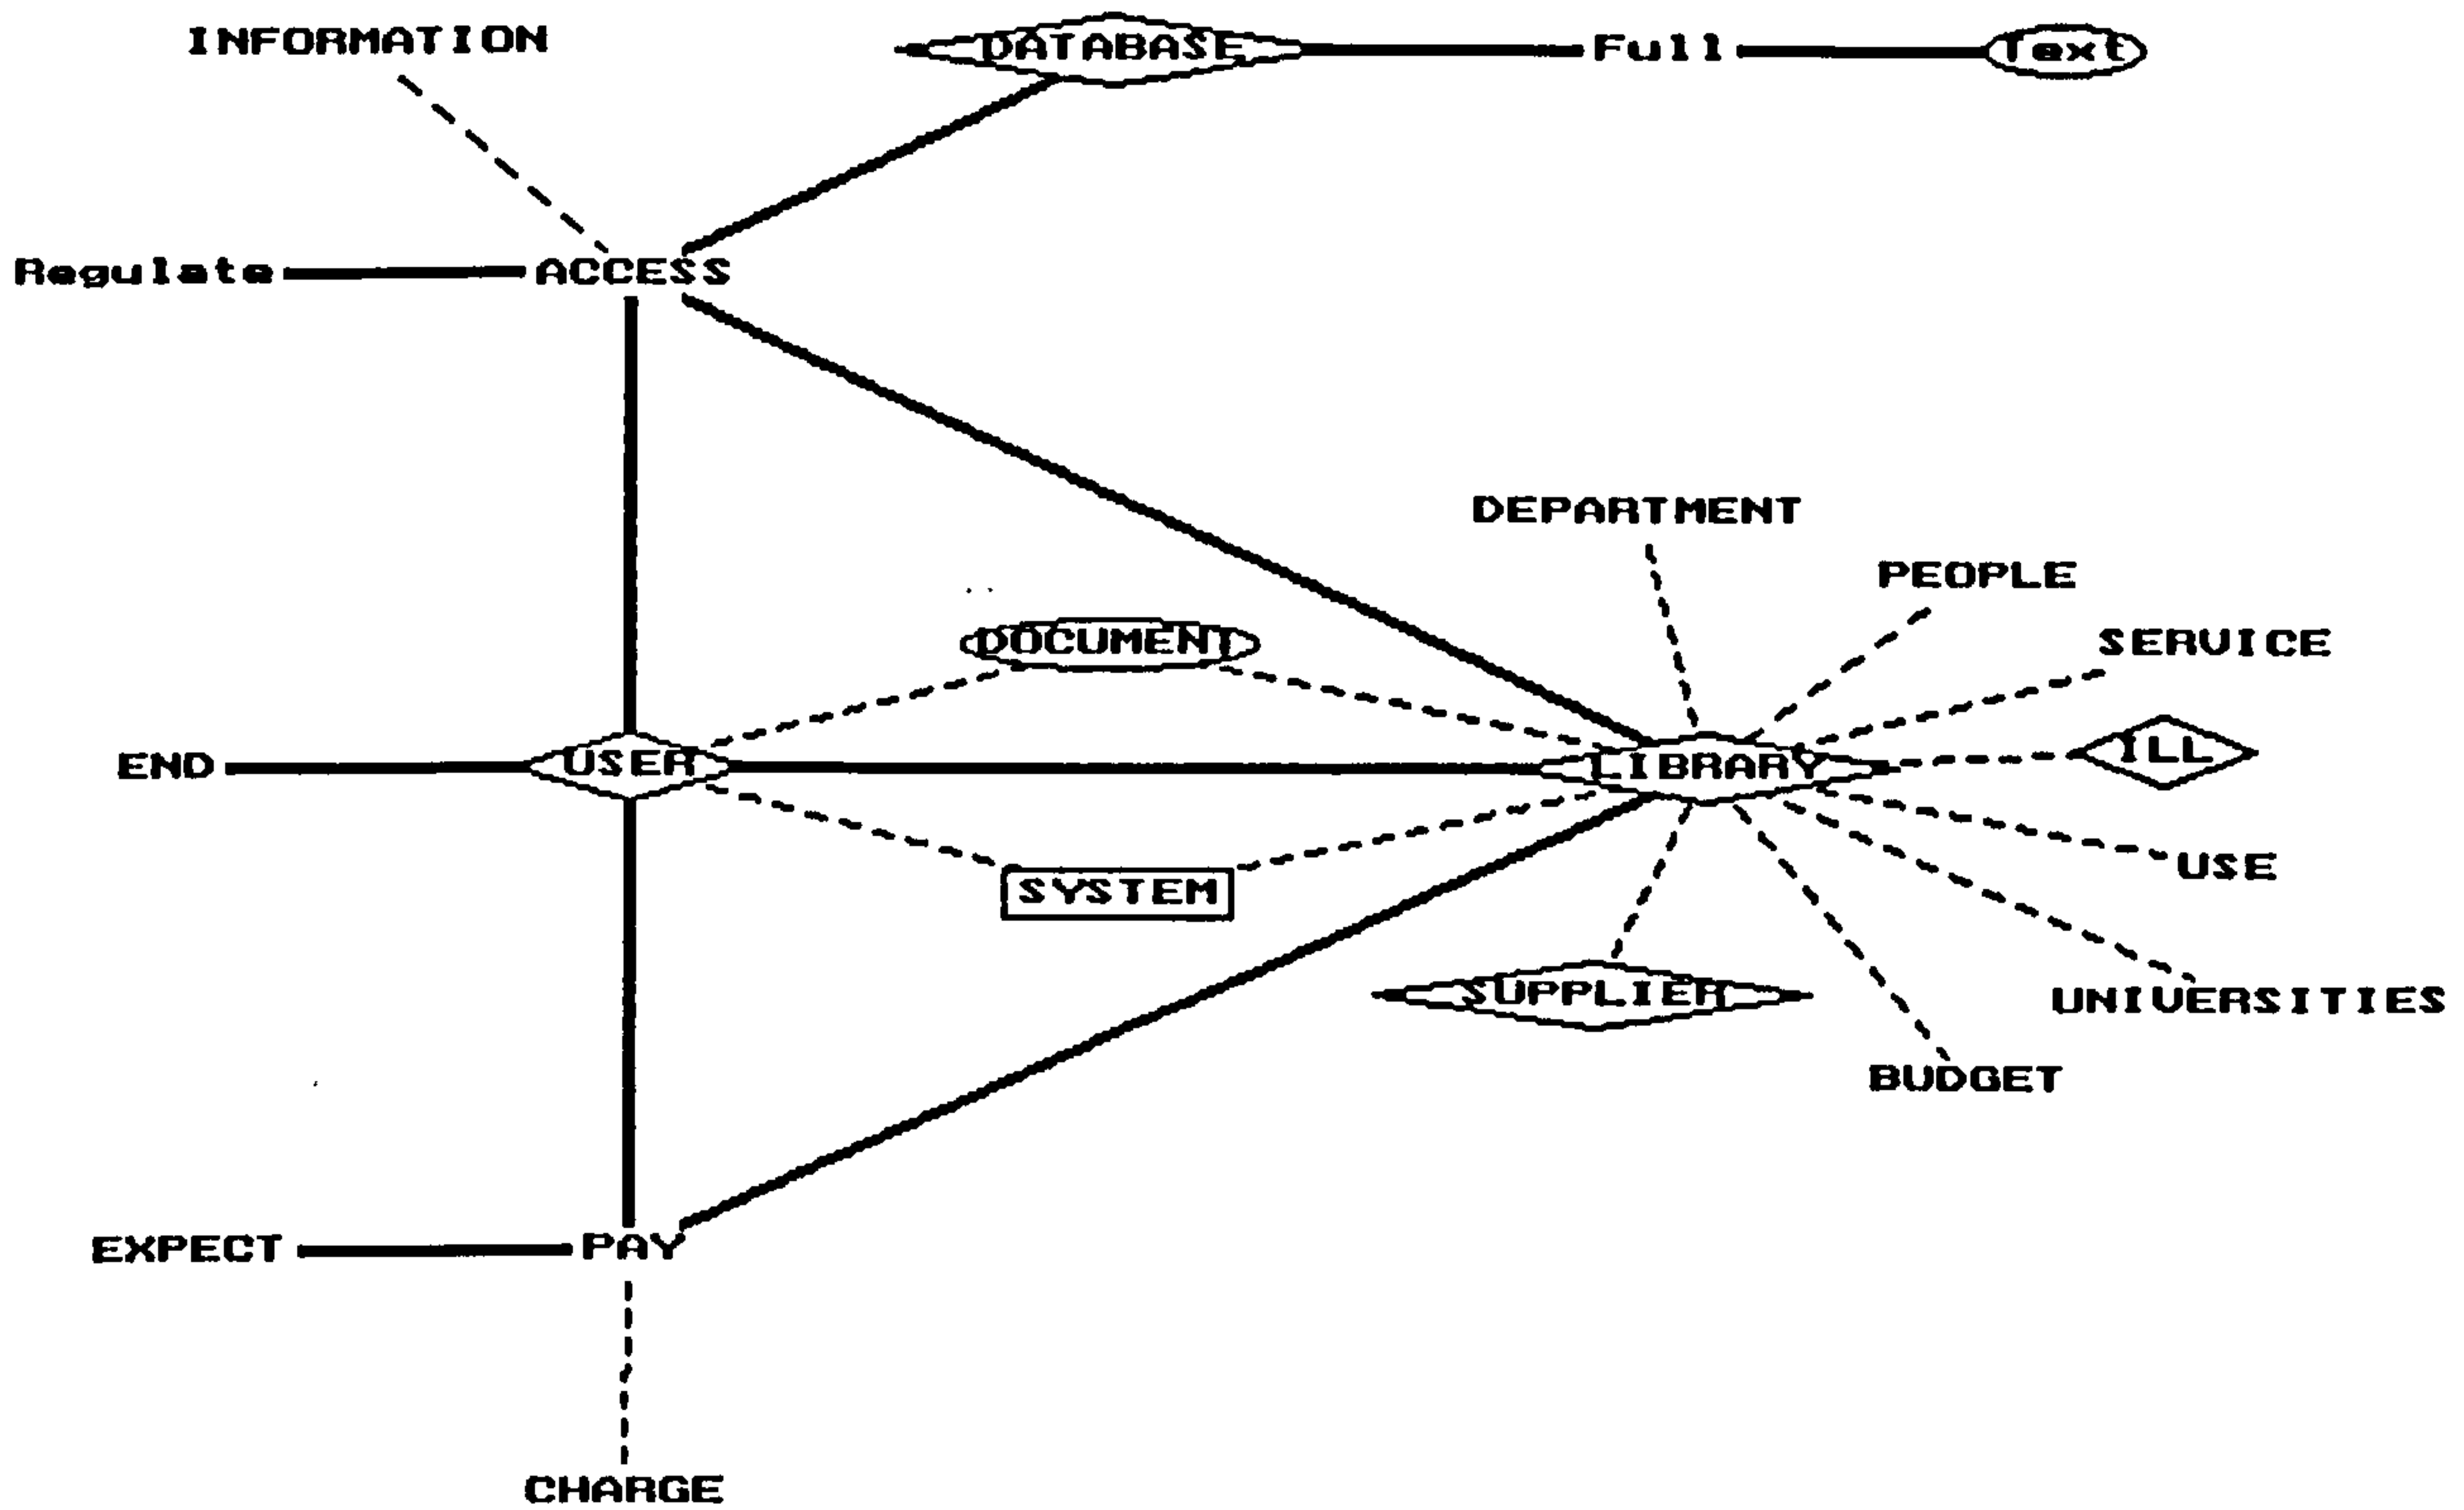 INFORMATION
DATABASE
Full
Text
Regulate
ACCESS
DEPARTMENT
PEOPLE
DOCUMENT
SERVICE
END
USER
LIBRARY
ILL
SYSTEM
USE
SUPPLIER
UNIVERSITIES
BUDGET
EXPECT
PAY
CHARGE